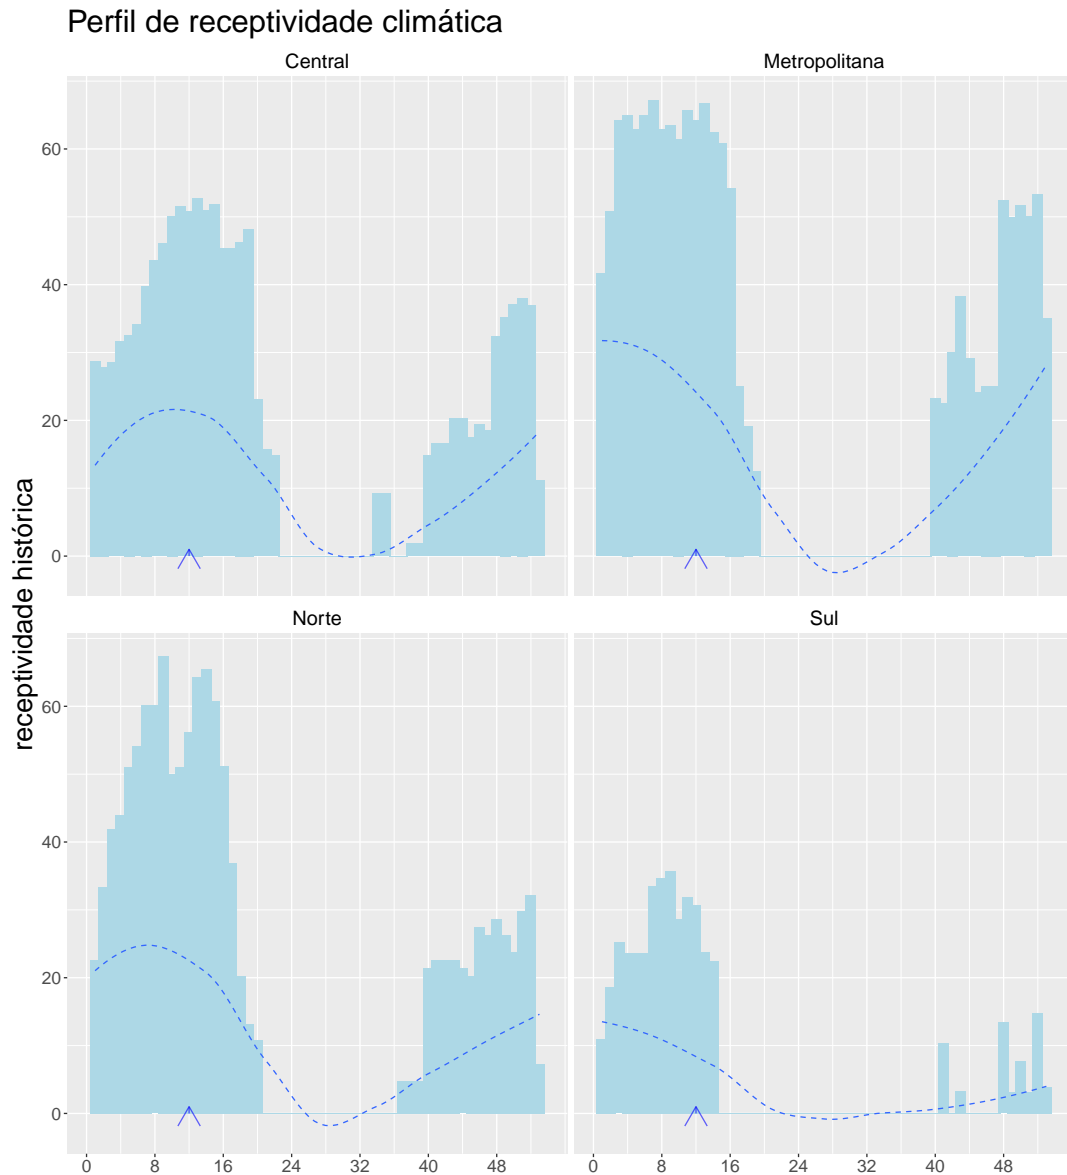 Perfil de receptividade climática
Central
Metropolitana
60
40
20
0
Norte
Sul
receptividade histórica
60
40
20
0
0 8 16 24 32 40 48
0 8 16 24 32 40 48